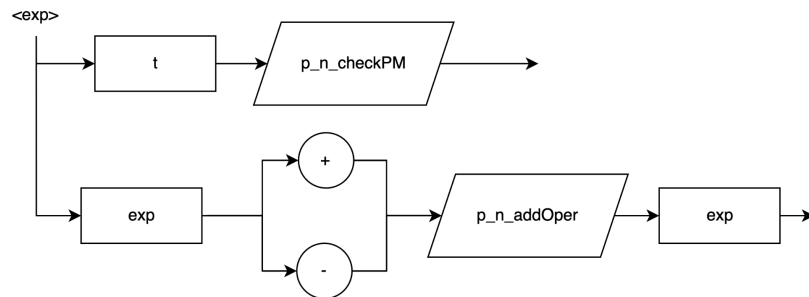 <exp>
t
p_n_checkPM
+
exp
p_n_addOper
exp
-